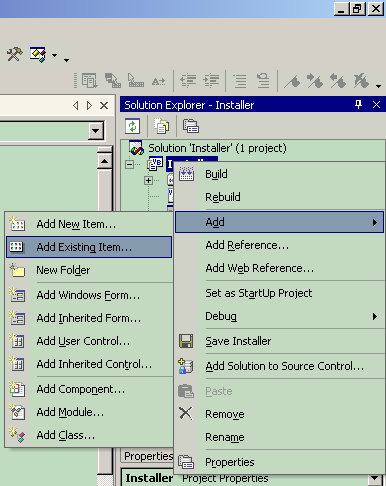 Solution Explorer - Installer
Solution 'Installer' (1 project)
Installer
Build
Rebuild
Add
Add Reference...
Add Web Reference...
Set as StartUp Project
Debug
Save Installer
Add Solution to Source Control...
Paste
Remove
Rename
Properties
Add New Item...
Add Existing Item...
New Folder
Add Windows Form...
Add Inherited Form...
Add User Control...
Add Inherited Control...
Add Component...
Add Module...
Add Class...
Properties
Installer Project Properties